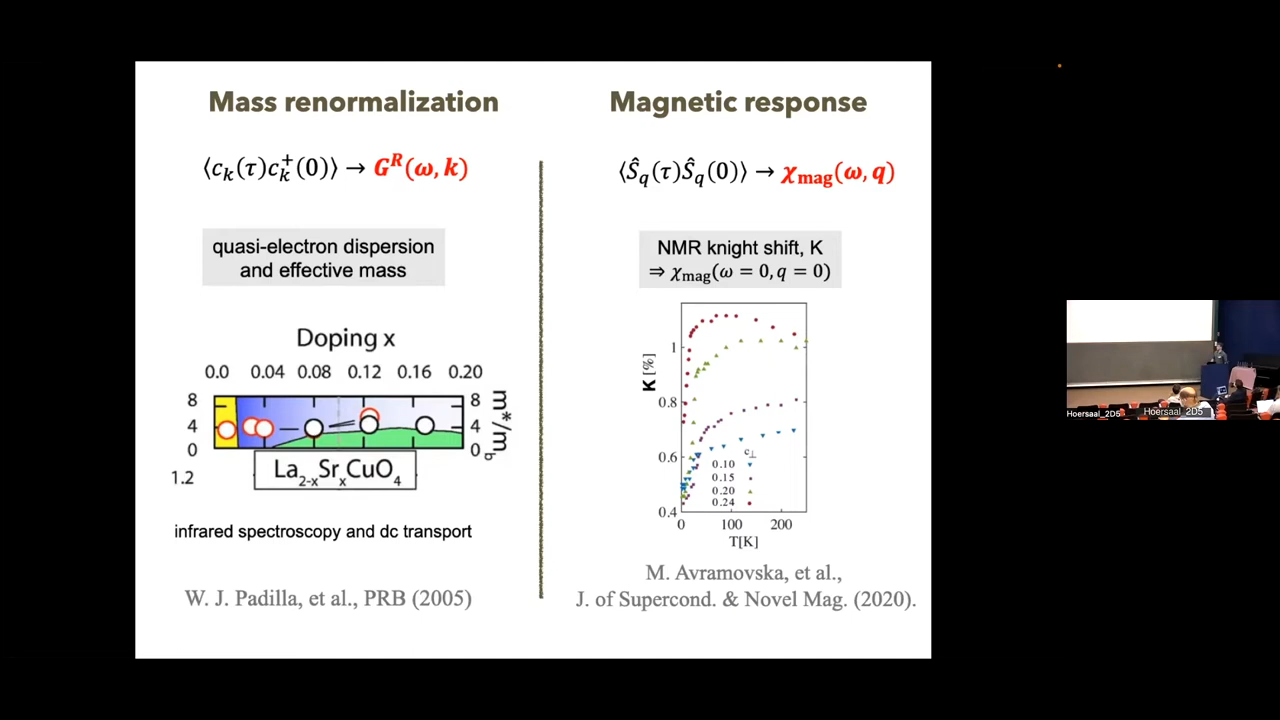 Mass renormalization
⟨c_k(τ)c_k^+(0)⟩ → G^R(ω, k)
quasi-electron dispersion
and effective mass
Doping x
0.0 0.04 0.08 0.12 0.16 0.20
8 8
4 4
0 0
m*/m_b
1.2
La_{2-x}Sr_xCuO_4
infrared spectroscopy and dc transport
W. J. Padilla, et al., PRB (2005)
Magnetic response
⟨Ŝ_q(τ)Ŝ_q(0)⟩ → χ_mag(ω, q)
NMR knight shift, K
⇒ χ_mag(ω = 0, q = 0)
K [%]
1
0.8
0.6
0.4
c_⊥
0.10
0.15
0.20
0.24
0 100 200
T[K]
M. Avramovska, et al.,
J. of Supercond. & Novel Mag. (2020).
Hoersaal_2D5
Hoersaal_2D5